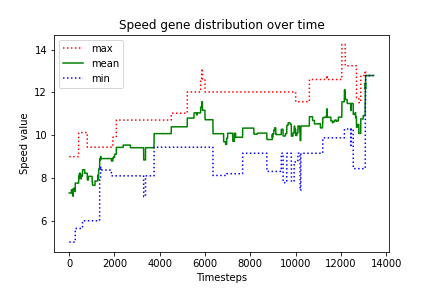 Speed gene distribution over time
max
mean
min
Speed value
14
12
10
8
6
0
2000
4000
6000
8000
10000
12000
14000
Timesteps